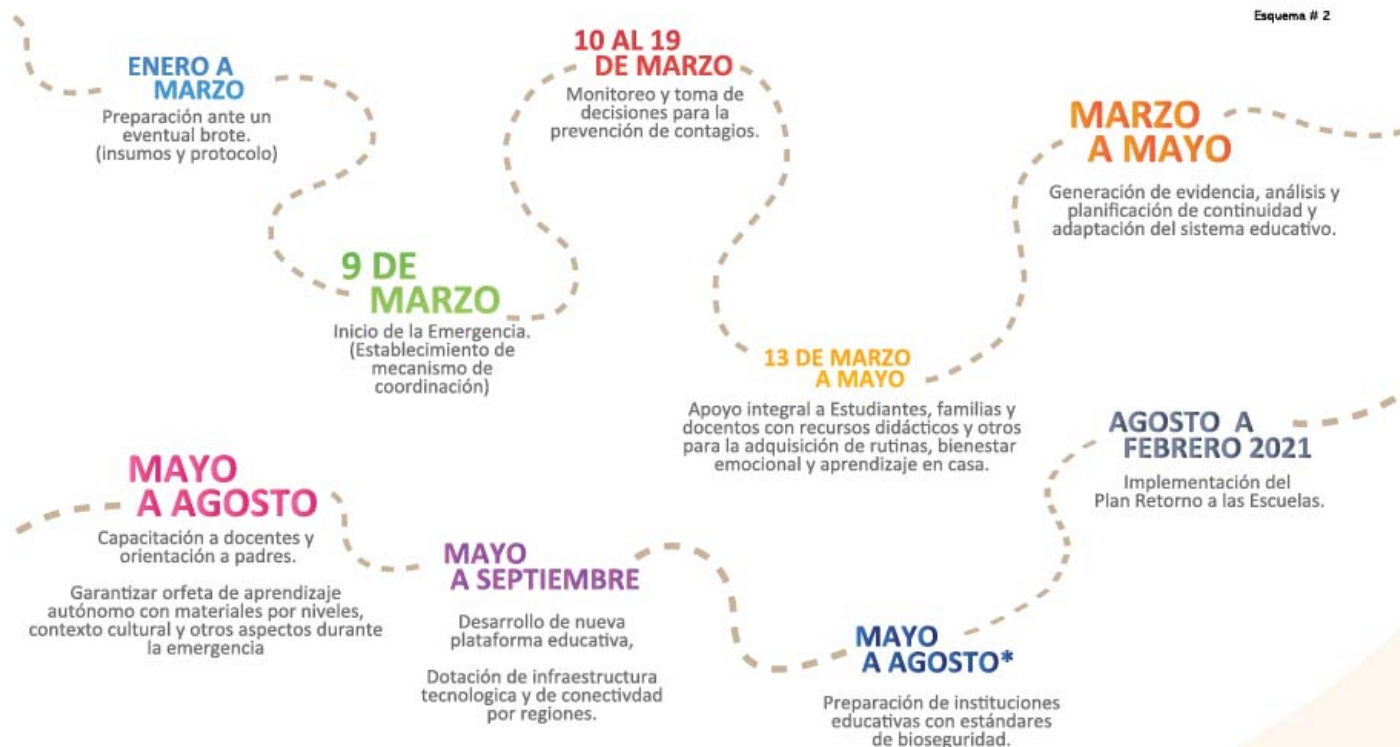 Esquema # 2
ENERO A
MARZO
Preparación ante un
eventual brote.
(insumos y protocolo)
9 DE
MARZO
Inicio de la Emergencia.
(Establecimiento de
mecanismo de
coordinación)
10 AL 19
DE MARZO
Monitoreo y toma de
decisiones para la
prevención de contagios.
13 DE MARZO
A MAYO
Apoyo integral a Estudiantes, familias y
docentos con recursos didácticos y otros
para la adquisición de rutinas, bienestar
emocional y aprendizaje en casa.
MARZO
A MAYO
Generación de evidencia, análisis y
planificación de continuidad y
adaptación del sistema educativo.
MAYO
A AGOSTO
Capacitación a docentes y
orientación a padres.
Garantizar orfeta de aprendizaje
autónomo con materiales por niveles,
contexto cultural y otros aspectos durante
la emergencia
MAYO
A SEPTIEMBRE
Desarrollo de nueva
plataforma educativa,
Dotación de infraestructura
tecnologica y de conectivdad
por regiones.
MAYO
A AGOSTO*
Preparación de instituciones
educativas con estándares
de bioseguridad.
AGOSTO A
FEBRERO 2021
Implementación del
Plan Retorno a las Escuelas.